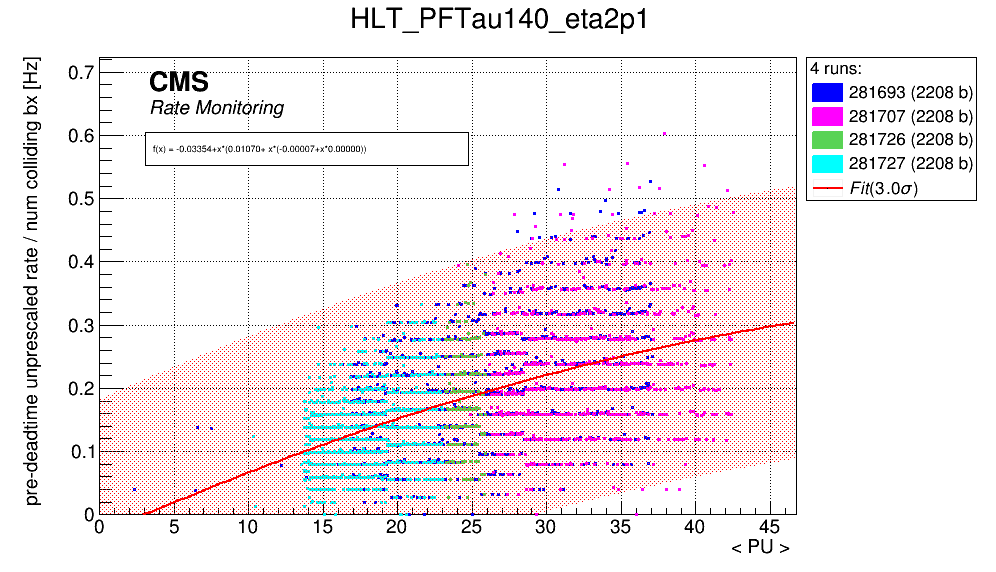 HLT_PFTau140_eta2p1
pre-deadtime unprescaled rate / num colliding bx [Hz]
0.7
0.6
0.5
0.4
0.3
0.2
0.1
0
CMS
Rate Monitoring
f(x) = -0.03354+x*(0.01070+ x*(-0.00007+x*0.00000))
4 runs:
281693 (2208 b)
281707 (2208 b)
281726 (2208 b)
281727 (2208 b)
Fit(3.0σ)
0 5 10 15 20 25 30 35 40 45
< PU >